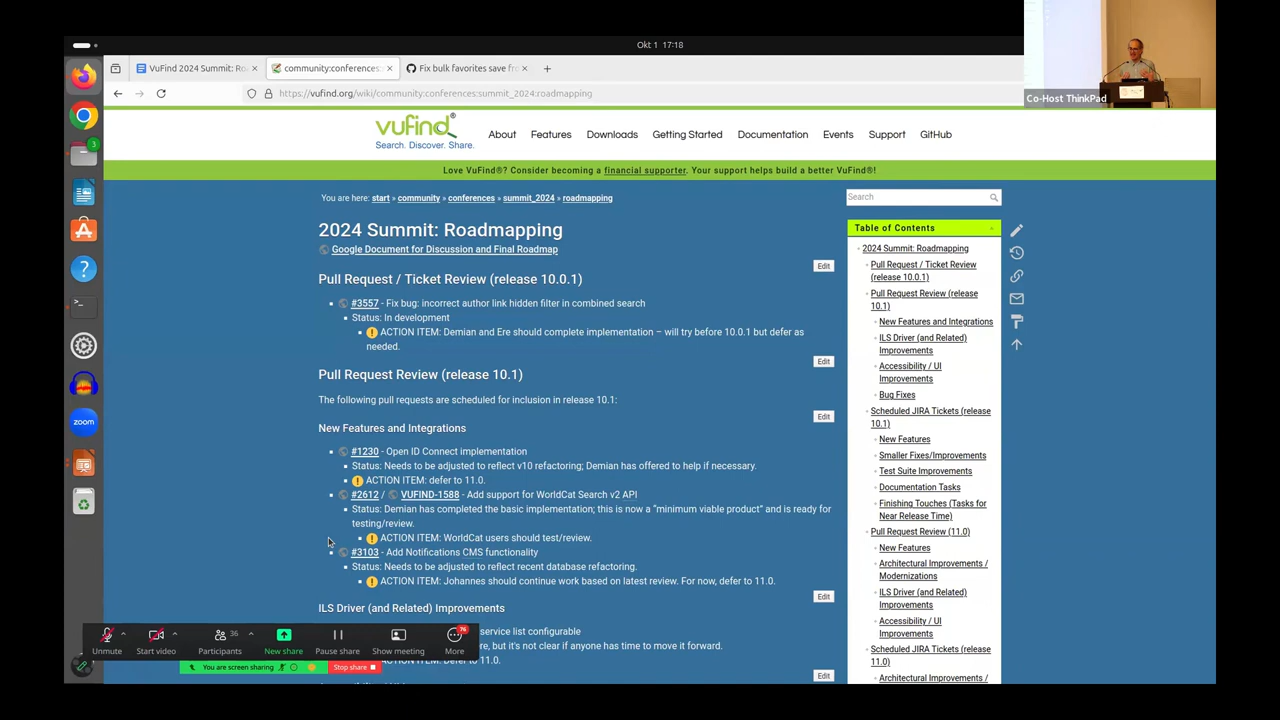 Okt 1 17:18
VuFind 2024 Summit: Ro
community:conferences:
Fix bulk favorites save fr
https://vufind.org/wiki/community:conferences:summit_2024:roadmapping
Co-Host ThinkPad
vufind®
Search. Discover. Share.
About Features Downloads Getting Started Documentation Events Support GitHub
Love VuFind®? Consider becoming a financial supporter. Your support helps build a better VuFind®!
You are here: start » community » conferences » summit_2024 » roadmapping
2024 Summit: Roadmapping
Google Document for Discussion and Final Roadmap
Edit
Pull Request / Ticket Review (release 10.0.1)
#3557 - Fix bug: incorrect author link hidden filter in combined search
Status: In development
ACTION ITEM: Demian and Ere should complete implementation – will try before 10.0.1 but defer as
needed.
Edit
Pull Request Review (release 10.1)
The following pull requests are scheduled for inclusion in release 10.1:
Edit
New Features and Integrations
#1230 - Open ID Connect implementation
Status: Needs to be adjusted to reflect v10 refactoring; Demian has offered to help if necessary.
ACTION ITEM: defer to 11.0.
#2612 / VUFIND-1588 - Add support for WorldCat Search v2 API
Status: Demian has completed the basic implementation; this is now a “minimum viable product” and is ready for
testing/review.
ACTION ITEM: WorldCat users should test/review.
#3103 - Add Notifications CMS functionality
Status: Needs to be adjusted to reflect recent database refactoring.
ACTION ITEM: Johannes should continue work based on latest review. For now, defer to 11.0.
Edit
ILS Driver (and Related) Improvements
service list configurable
re, but it's not clear if anyone has time to move it forward.
ACTION ITEM: Defer to 11.0.
Edit
Search
Table of Contents
2024 Summit: Roadmapping
Pull Request / Ticket Review
(release 10.0.1)
Pull Request Review (release
10.1)
New Features and Integrations
ILS Driver (and Related)
Improvements
Accessibility / UI
Improvements
Bug Fixes
Scheduled JIRA Tickets (release
10.1)
New Features
Smaller Fixes/Improvements
Test Suite Improvements
Documentation Tasks
Finishing Touches (Tasks for
Near Release Time)
Pull Request Review (11.0)
New Features
Architectural Improvements /
Modernizations
ILS Driver (and Related)
Improvements
Accessibility / UI
Improvements
Scheduled JIRA Tickets (release
11.0)
Architectural Improvements /
3
zoom
36
76
Unmute Start video Participants New share Pause share Show meeting More
You are screen sharing
Stop share